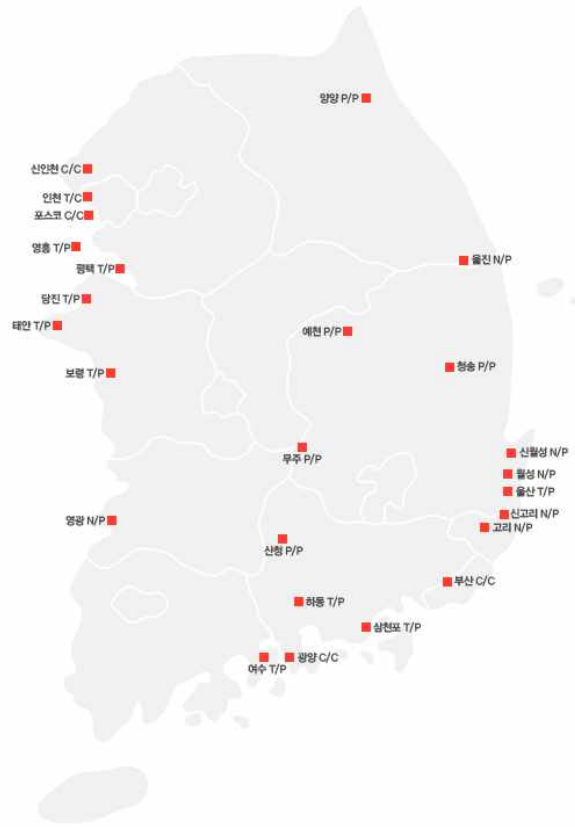 양양 P/P
신인천 C/C
인천 T/C
포스코 C/C
영흥 T/P
평택 T/P
울진 N/P
당진 T/P
태안 T/P
예천 P/P
보령 T/P
청송 P/P
무주 P/P
신월성 N/P
월성 N/P
울산 T/P
신고리 N/P
영광 N/P
고리 N/P
산청 P/P
부산 C/C
하동 T/P
삼천포 T/P
광양 C/C
여수 T/P